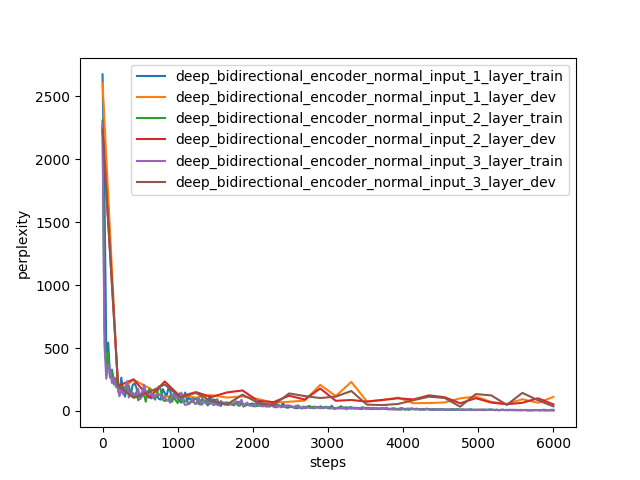 deep_bidirectional_encoder_normal_input_1_layer_train
deep_bidirectional_encoder_normal_input_1_layer_dev
deep_bidirectional_encoder_normal_input_2_layer_train
deep_bidirectional_encoder_normal_input_2_layer_dev
deep_bidirectional_encoder_normal_input_3_layer_train
deep_bidirectional_encoder_normal_input_3_layer_dev
perplexity
2500
2000
1500
1000
500
0
0 1000 2000 3000 4000 5000 6000
steps